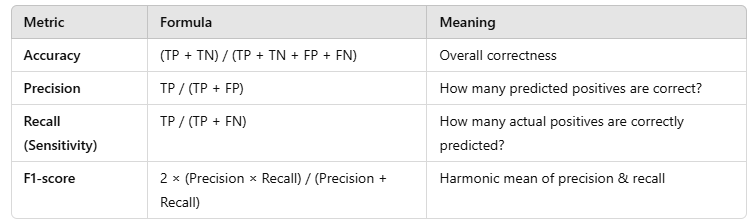 Metric Formula Meaning
Accuracy (TP + TN) / (TP + TN + FP + FN) Overall correctness
Precision TP / (TP + FP) How many predicted positives are correct?
Recall TP / (TP + FN) How many actual positives are correctly
(Sensitivity) predicted?
F1-score 2 × (Precision × Recall) / (Precision + Harmonic mean of precision & recall
Recall)